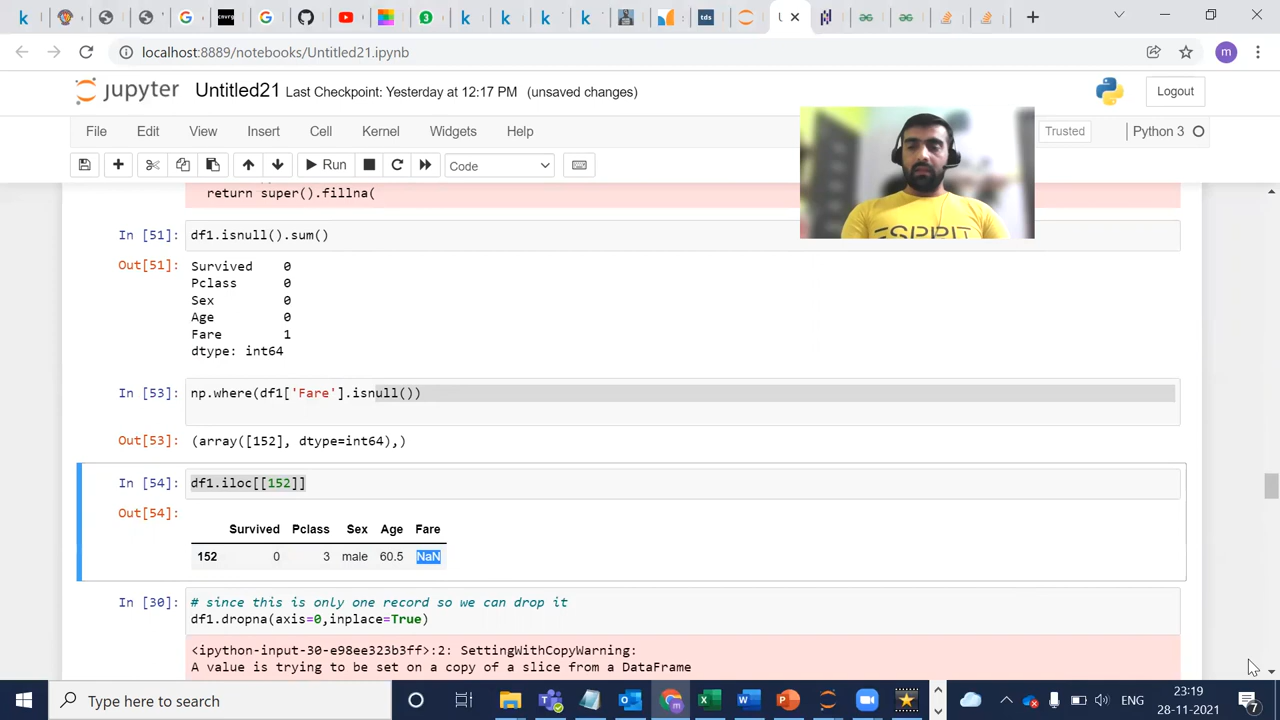 k
k
k
k
k
tds
localhost:8889/notebooks/Untitled21.ipynb
m
jupyter Untitled21 Last Checkpoint: Yesterday at 12:17 PM (unsaved changes)
Logout
File Edit View Insert Cell Kernel Widgets Help
Trusted
Python 3
Run
Code
return super().fillna(
In [51]: df1.isnull().sum()
Out[51]: Survived 0
Pclass 0
Sex 0
Age 0
Fare 1
dtype: int64
In [53]: np.where(df1['Fare'].isnull())
Out[53]: (array([152], dtype=int64),)
In [54]: df1.iloc[[152]]
Out[54]:
Survived Pclass Sex Age Fare
152 0 3 male 60.5 NaN
In [30]: # since this is only one record so we can drop it
df1.dropna(axis=0,inplace=True)
<ipython-input-30-e98ee323b3ff>:2: SettingWithCopyWarning:
A value is trying to be set on a copy of a slice from a DataFrame
ESPRIT
Type here to search
ENG
23:19
28-11-2021
7